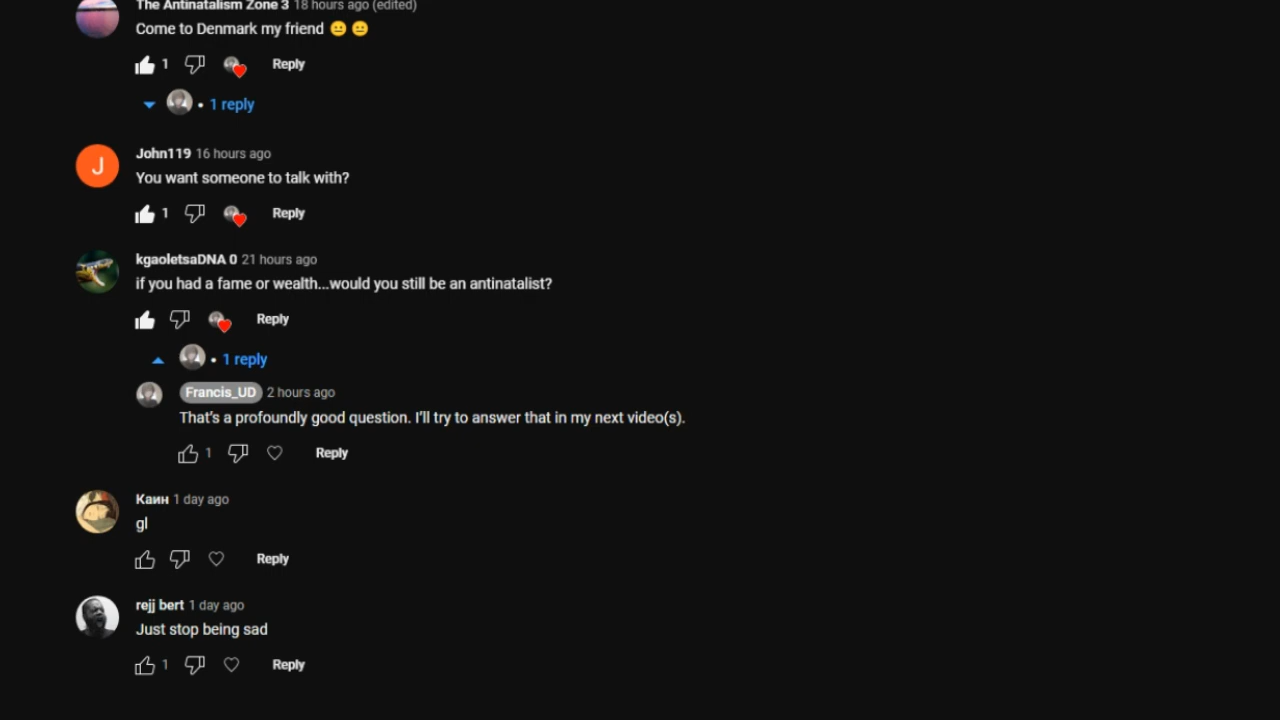 The Antinatalism Zone 3 18 hours ago (edited)
Come to Denmark my friend 😐 😐
1 Reply
• 1 reply
J
John119 16 hours ago
You want someone to talk with?
1 Reply
kgaoletsaDNA 0 21 hours ago
if you had a fame or wealth...would you still be an antinatalist?
Reply
• 1 reply
Francis_UD 2 hours ago
That's a profoundly good question. I'll try to answer that in my next video(s).
1 Reply
Каин 1 day ago
gl
Reply
rejj bert 1 day ago
Just stop being sad
1 Reply